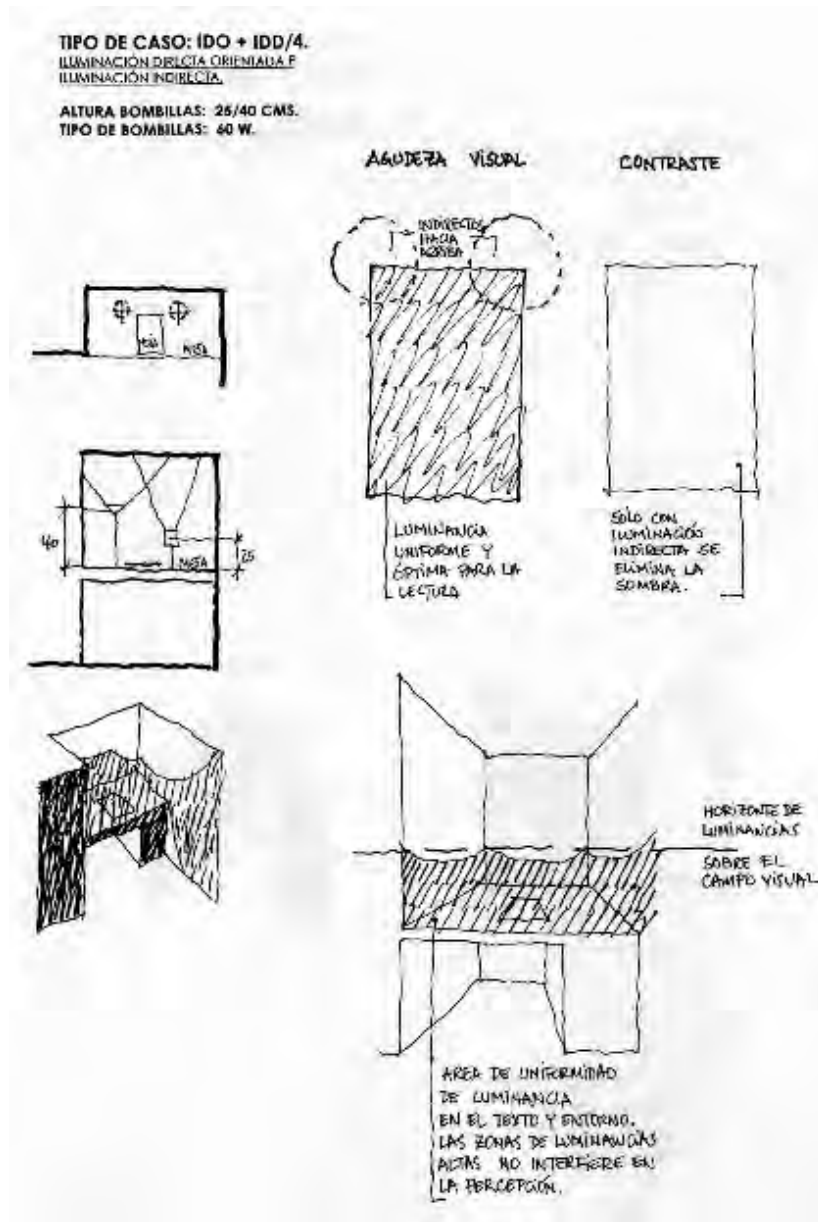 TIPO DE CASO: IDO + IDD/4.
ILUMINACIÓN DIRECTA ORIENTADA E
ILUMINACIÓN INDIRECTA.
ALTURA BOMBILLAS: 25/40 CMS.
TIPO DE BOMBILLAS: 60 W.
AGUDEZA VISUAL
CONTRASTE
INDIRECTOS
HACIA
ARRIBA
MESA
40
MESA
25
LUMINANCIA
UNIFORME Y
ÓPTIMA PARA LA
LECTURA
SOLO CON
ILUMINACIÓN
INDIRECTA SE
ELIMINA LA
SOMBRA.
HORIZONTE DE
LUMINANCIAS
SOBRE EL
CAMPO VISUAL
AREA DE UNIFORMIDAD
DE LUMINANCIA
EN EL TEXTO Y ENTORNO.
LAS ZONAS DE LUMINANCIAS
ALTAS NO INTERFIERE EN
LA PERCEPCIÓN.